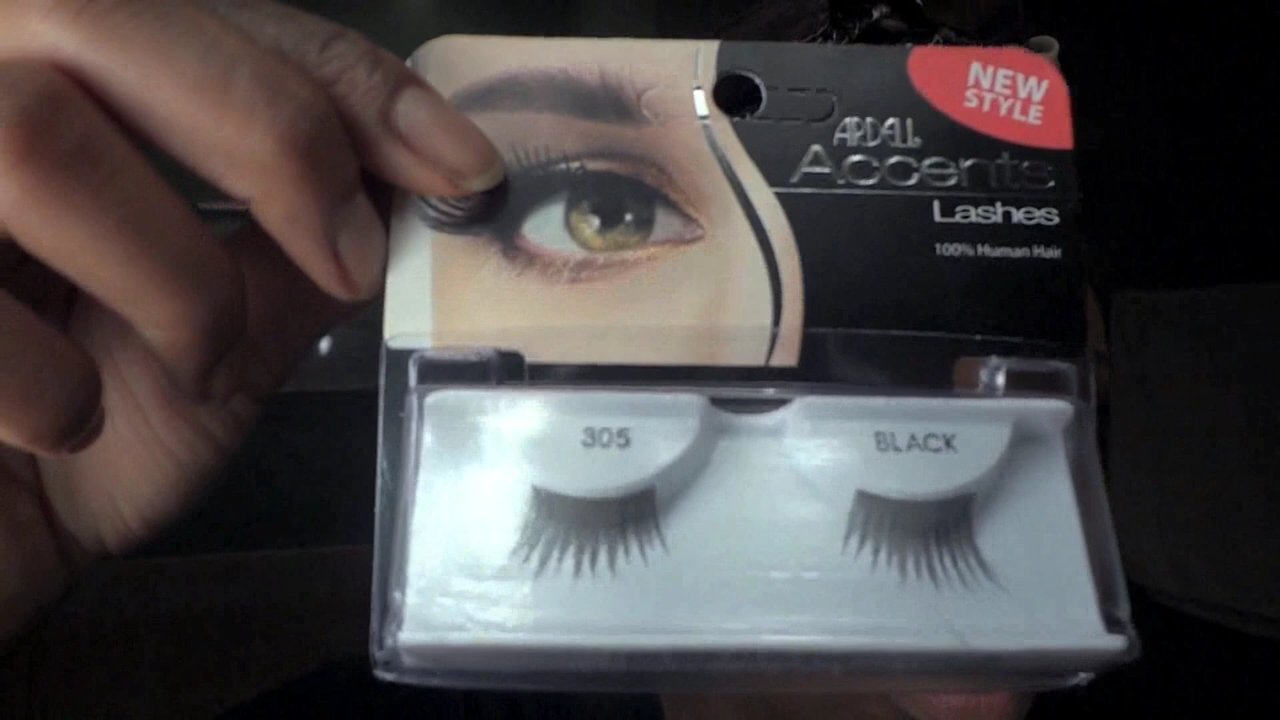 NEW
STYLE
ARDELL
Accents
Lashes
100% Human Hair
305
BLACK